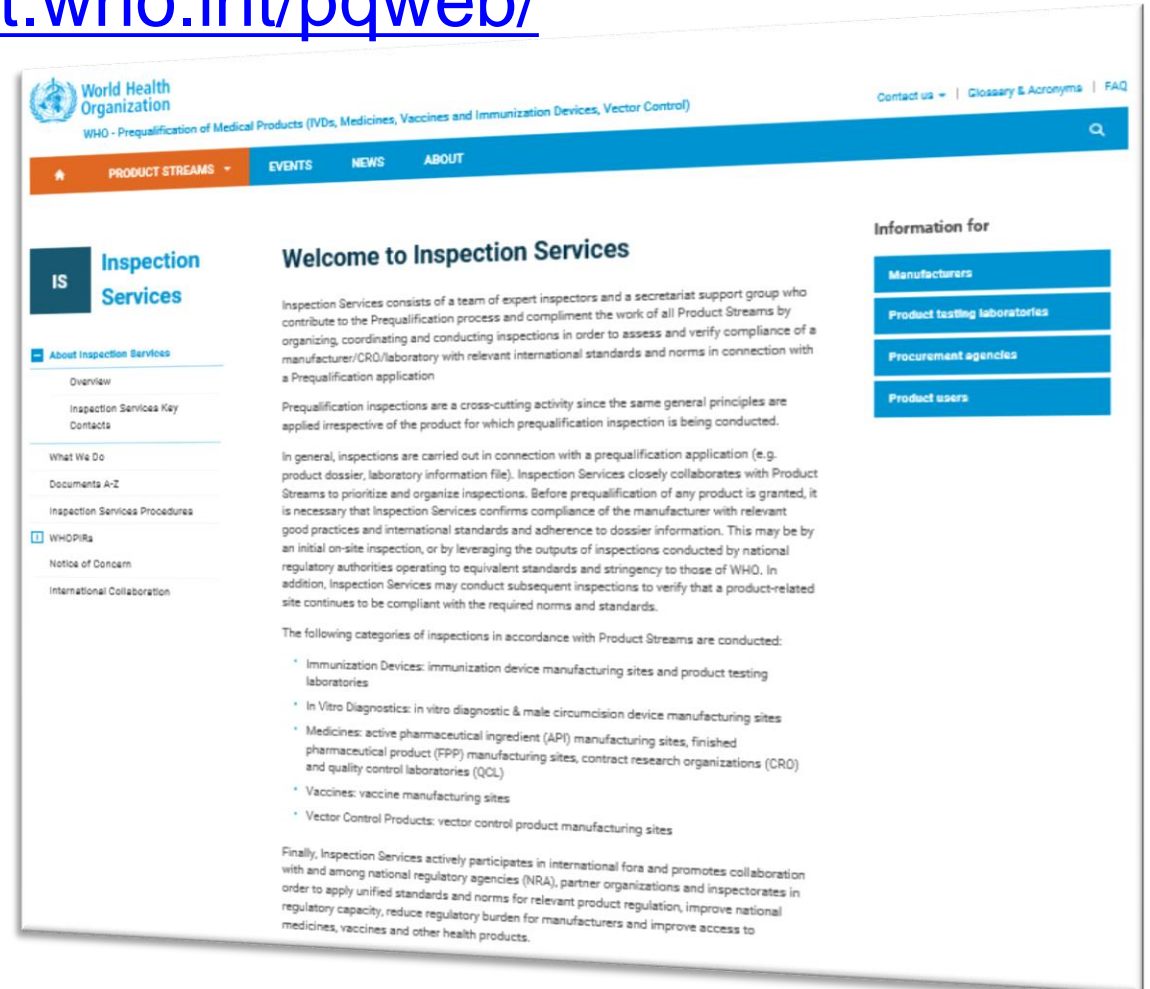 t.who.int/pqweb/
World Health
Organization
WHO - Prequalification of Medical Products (IVDs, Medicines, Vaccines and Immunization Devices, Vector Control)
Contact us | Glossary & Acronyms | FAQ
PRODUCT STREAMS EVENTS NEWS ABOUT
IS
Inspection
Services
About Inspection Services
Overview
Inspection Services Key
Contacts
What We Do
Documents A-Z
Inspection Services Procedures
WHOPIRs
Notice of Concern
International Collaboration
Welcome to Inspection Services
Inspection Services consists of a team of expert inspectors and a secretariat support group who
contribute to the Prequalification process and compliment the work of all Product Streams by
organizing, coordinating and conducting inspections in order to assess and verify compliance of a
manufacturer/CRO/laboratory with relevant international standards and norms in connection with
a Prequalification application
Prequalification inspections are a cross-cutting activity since the same general principles are
applied irrespective of the product for which prequalification inspection is being conducted.
In general, inspections are carried out in connection with a prequalification application (e.g.
product dossier, laboratory information file). Inspection Services closely collaborates with Product
Streams to prioritize and organize inspections. Before prequalification of any product is granted, it
is necessary that Inspection Services confirms compliance of the manufacturer with relevant
good practices and international standards and adherence to dossier information. This may be by
an initial on-site inspection, or by leveraging the outputs of inspections conducted by national
regulatory authorities operating to equivalent standards and stringency to those of WHO. In
addition, Inspection Services may conduct subsequent inspections to verify that a product-related
site continues to be compliant with the required norms and standards.
The following categories of inspections in accordance with Product Streams are conducted:
• Immunization Devices: immunization device manufacturing sites and product testing
laboratories
• In Vitro Diagnostics: in vitro diagnostic & male circumcision device manufacturing sites
• Medicines: active pharmaceutical ingredient (API) manufacturing sites, finished
pharmaceutical product (FPP) manufacturing sites, contract research organizations (CRO)
and quality control laboratories (QCL)
• Vaccines: vaccine manufacturing sites
• Vector Control Products: vector control product manufacturing sites
Finally, Inspection Services actively participates in international fora and promotes collaboration
with and among national regulatory agencies (NRA), partner organizations and inspectorates in
order to apply unified standards and norms for relevant product regulation, improve national
regulatory capacity, reduce regulatory burden for manufacturers and improve access to
medicines, vaccines and other health products.
Information for
Manufacturers
Product testing laboratories
Procurement agencies
Product users